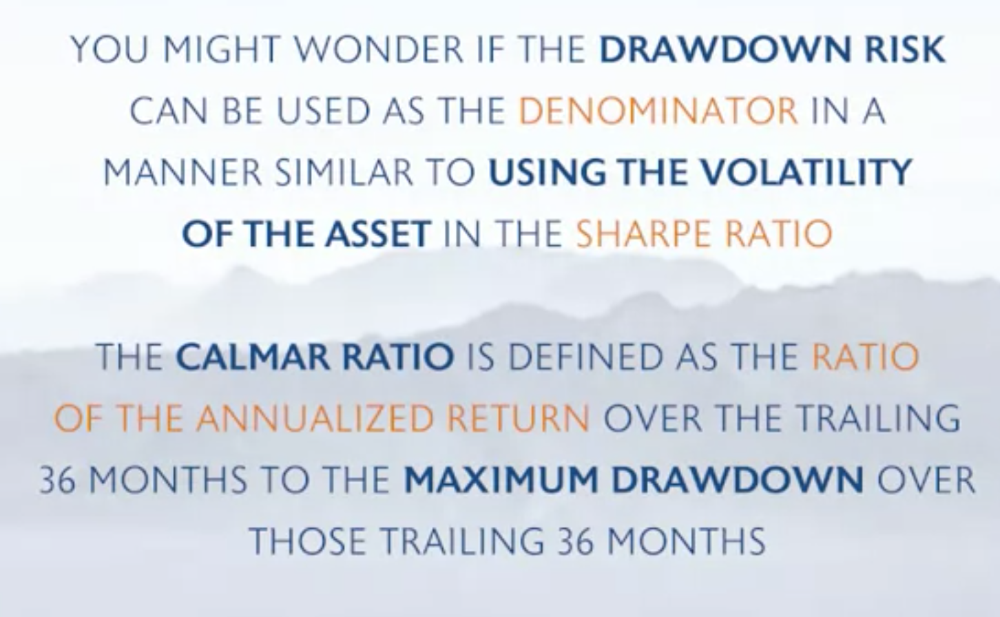 YOU MIGHT WONDER IF THE DRAWDOWN RISK
CAN BE USED AS THE DENOMINATOR IN A
MANNER SIMILAR TO USING THE VOLATILITY
OF THE ASSET IN THE SHARPE RATIO
THE CALMAR RATIO IS DEFINED AS THE RATIO
OF THE ANNUALIZED RETURN OVER THE TRAILING
36 MONTHS TO THE MAXIMUM DRAWDOWN OVER
THOSE TRAILING 36 MONTHS